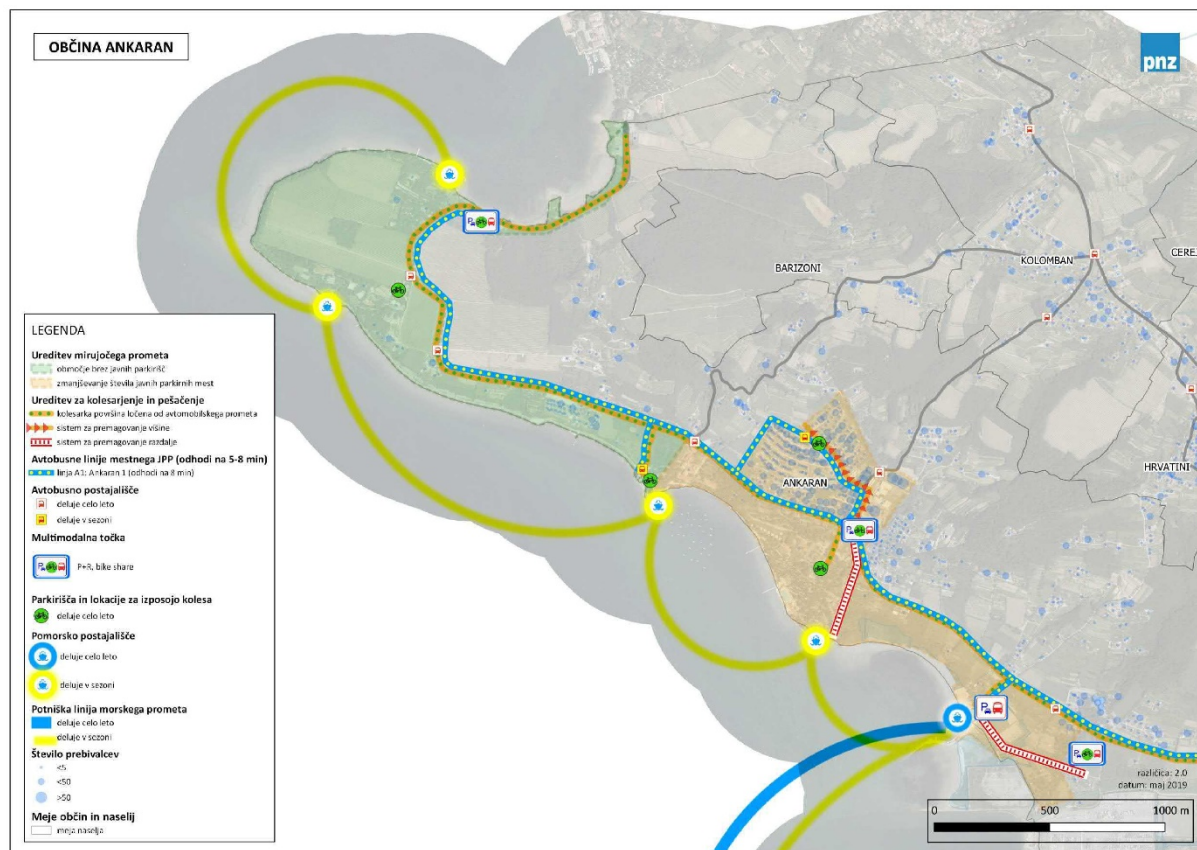 OBČINA ANKARAN
pnz
BARIZONI
KOLOMBAN
CEREJ
HRVATINI
ANKARAN
LEGENDA
Ureditev mirujočega prometa
območje brez javnih parkirišč
zmanjševanje števila javnih parkirnih mest
Ureditev za kolesarjenje in pešačenje
kolesarka površina ločena od avtomobilskega prometa
sistem za premagovanje višine
sistem za premagovanje razdalje
Avtobusne linije mestnega JPP (odhodi na 5-8 min)
linja A1: Ankaran 1 (odhodi na 8 min)
Avtobusno postajališče
deluje celo leto
deluje v sezoni
Multimodalna točka
P+R, bike share
Parkirišča in lokacije za izposojo kolesa
deluje celo leto
Pomorsko postajališče
deluje celo leto
deluje v sezoni
Potniška linija morskega prometa
deluje celo leto
deluje v sezoni
Število prebivalcev
<5
<50
>50
Meje občin in naselij
meja naselja
različica: 2.0
datum: maj 2019
0 500 1000 m